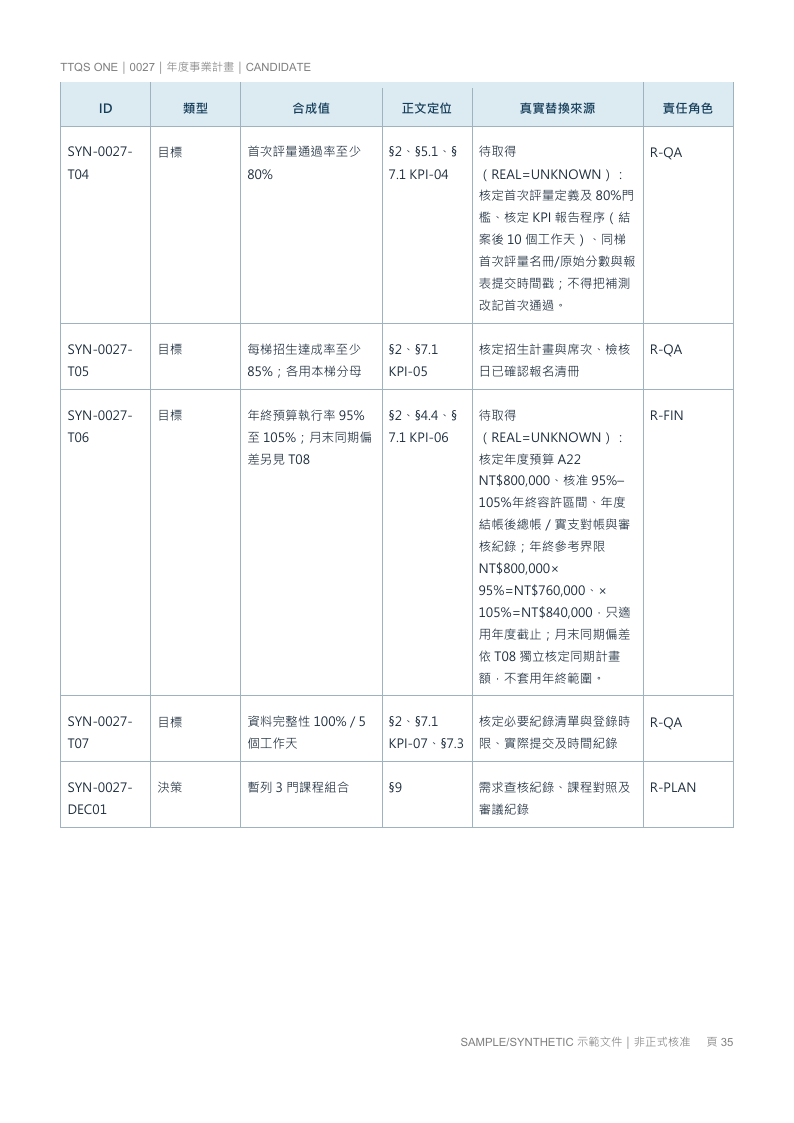 TTQS ONE｜0027｜年度事業計畫｜CANDIDATE
ID 類型 合成值 正文定位 真實替換來源 責任角色
SYN-0027-
T04
目標
首次評量通過率至少
80%
§2、§5.1、§
7.1 KPI-04
待取得
（REAL=UNKNOWN）：
核定首次評量定義及 80%門
檻、核定 KPI 報告程序（結
案後 10 個工作天）、同梯
首次評量名冊/原始分數與報
表提交時間戳；不得把補測
改記首次通過。
R-QA
SYN-0027-
T05
目標
每梯招生達成率至少
85%；各用本梯分母
§2、§7.1
KPI-05
核定招生計畫與席次、檢核
日已確認報名清冊
R-QA
SYN-0027-
T06
目標
年終預算執行率 95%
至 105%；月末同期偏
差另見 T08
§2、§4.4、§
7.1 KPI-06
待取得
（REAL=UNKNOWN）：
核定年度預算 A22
NT$800,000、核准 95%–
105%年終容許區間、年度
結帳後總帳 / 實支對帳與審
核紀錄；年終參考界限
NT$800,000×
95%=NT$760,000、×
105%=NT$840,000，只適
用年度截止；月末同期偏差
依 T08 獨立核定同期計畫
額，不套用年終範圍。
R-FIN
SYN-0027-
T07
目標
資料完整性 100% / 5
個工作天
§2、§7.1
KPI-07、§7.3
核定必要紀錄清單與登錄時
限、實際提交及時間紀錄
R-QA
SYN-0027-
DEC01
決策
暫列 3 門課程組合
§9
需求查核紀錄、課程對照及
審議紀錄
R-PLAN
SAMPLE/SYNTHETIC 示範文件｜非正式核准 頁 35